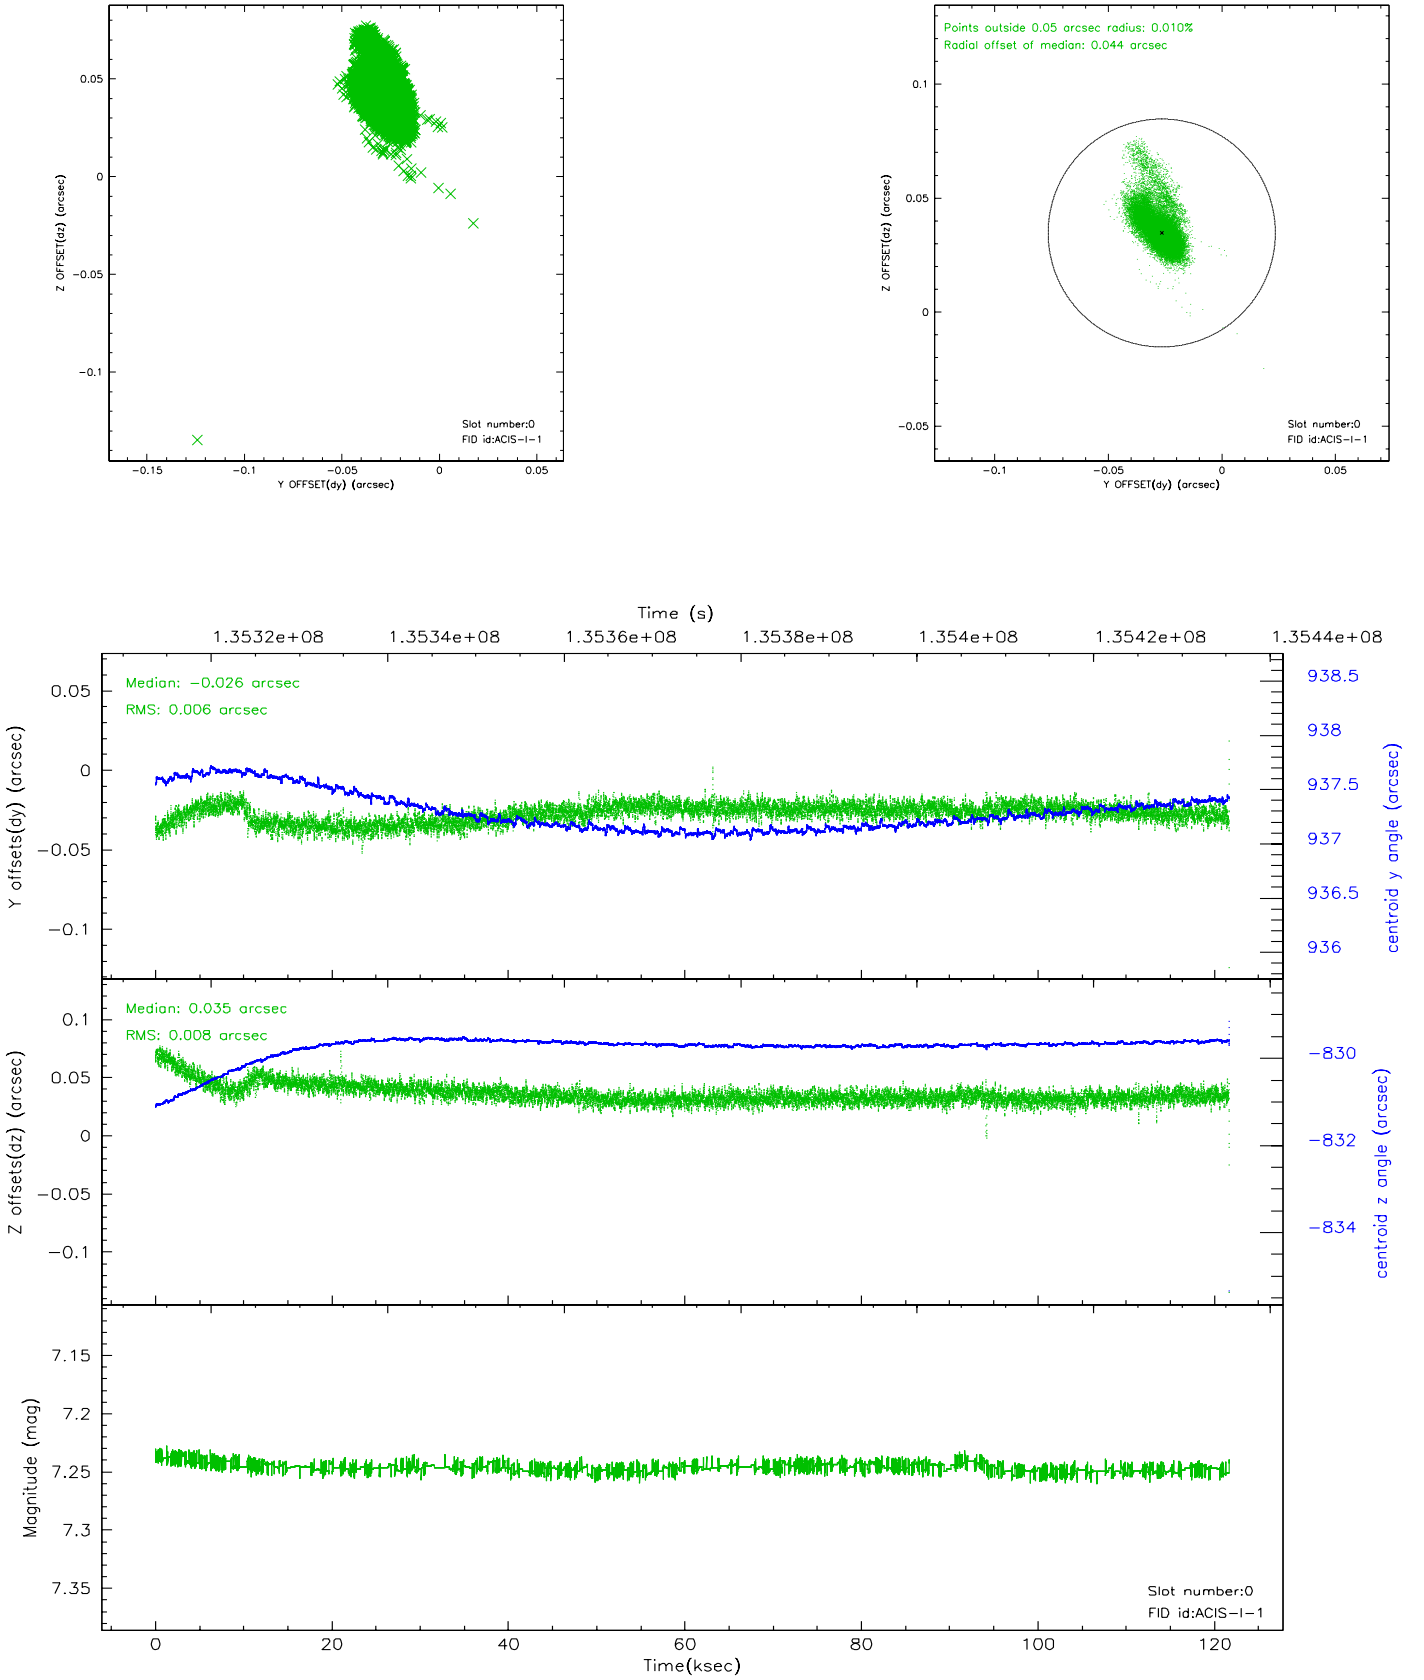 0.05
0
−0.05
−0.1
Z OFFSET(dz) (arcsec)
Slot number:0
FID id:ACIS−I−1
−0.15 −0.1 −0.05 0 0.05
Y OFFSET(dy) (arcsec)
Points outside 0.05 arcsec radius: 0.010%
Radial offset of median: 0.044 arcsec
0.1
0.05
0
−0.05
Z OFFSET(dz) (arcsec)
Slot number:0
FID id:ACIS−I−1
−0.1 −0.05 0 0.05
Y OFFSET(dy) (arcsec)
Time (s)
1.3532e+08 1.3534e+08 1.3536e+08 1.3538e+08 1.354e+08 1.3542e+08 1.3544e+08
Median: −0.026 arcsec
RMS: 0.006 arcsec
0.05
0
−0.05
−0.1
Y offsets(dy) (arcsec)
938.5
938
937.5
937
936.5
936
centroid y angle (arcsec)
Median: 0.035 arcsec
RMS: 0.008 arcsec
0.1
0.05
0
−0.05
−0.1
Z offsets(dz) (arcsec)
−830
−832
−834
centroid z angle (arcsec)
7.15
7.2
7.25
7.3
7.35
Magnitude (mag)
Slot number:0
FID id:ACIS−I−1
0 20 40 60 80 100 120
Time(ksec)